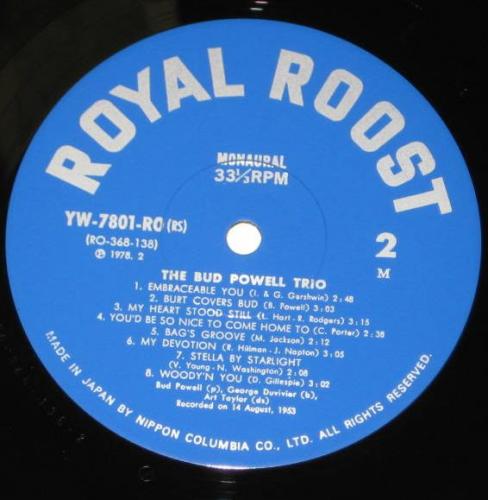 ROYAL ROOST
MONAURAL
33⅓RPM
YW-7801-RO (RS)
(RO-368-138)
℗ 1978. 2
2
M
THE BUD POWELL TRIO
1. EMBRACEABLE YOU (I. & G. Gershwin) 2:48
2. BURT COVERS BUD (B. Powell) 3:03
3. MY HEART STOOD STILL (L. Hart - R. Rodgers) 3:15
4. YOU'D BE SO NICE TO COME HOME TO (C. Porter) 2:38
5. BAG'S GROOVE (M. Jackson) 2:12
6. MY DEVOTION (R. Hillman - J. Napton) 3:05
7. STELLA BY STARLIGHT
(V. Young - N. Washington) 2:08
8. WOODY'N YOU (D. Gillespie) 3:02
Bud Powell (p), George Duvivier (b)
Art Taylor (ds)
Recorded on 14 August, 1953
MADE IN JAPAN BY NIPPON COLUMBIA CO., LTD. ALL RIGHTS RESERVED.